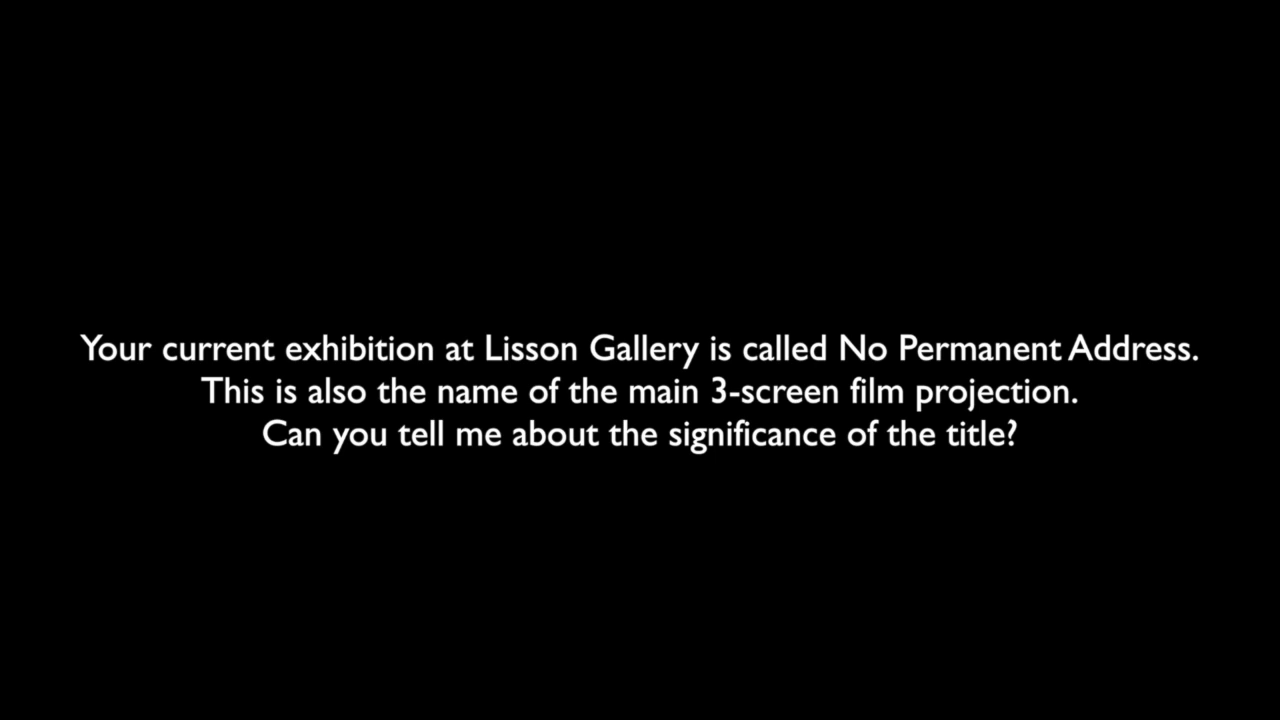 Your current exhibition at Lisson Gallery is called No Permanent Address.
This is also the name of the main 3-screen film projection.
Can you tell me about the significance of the title?